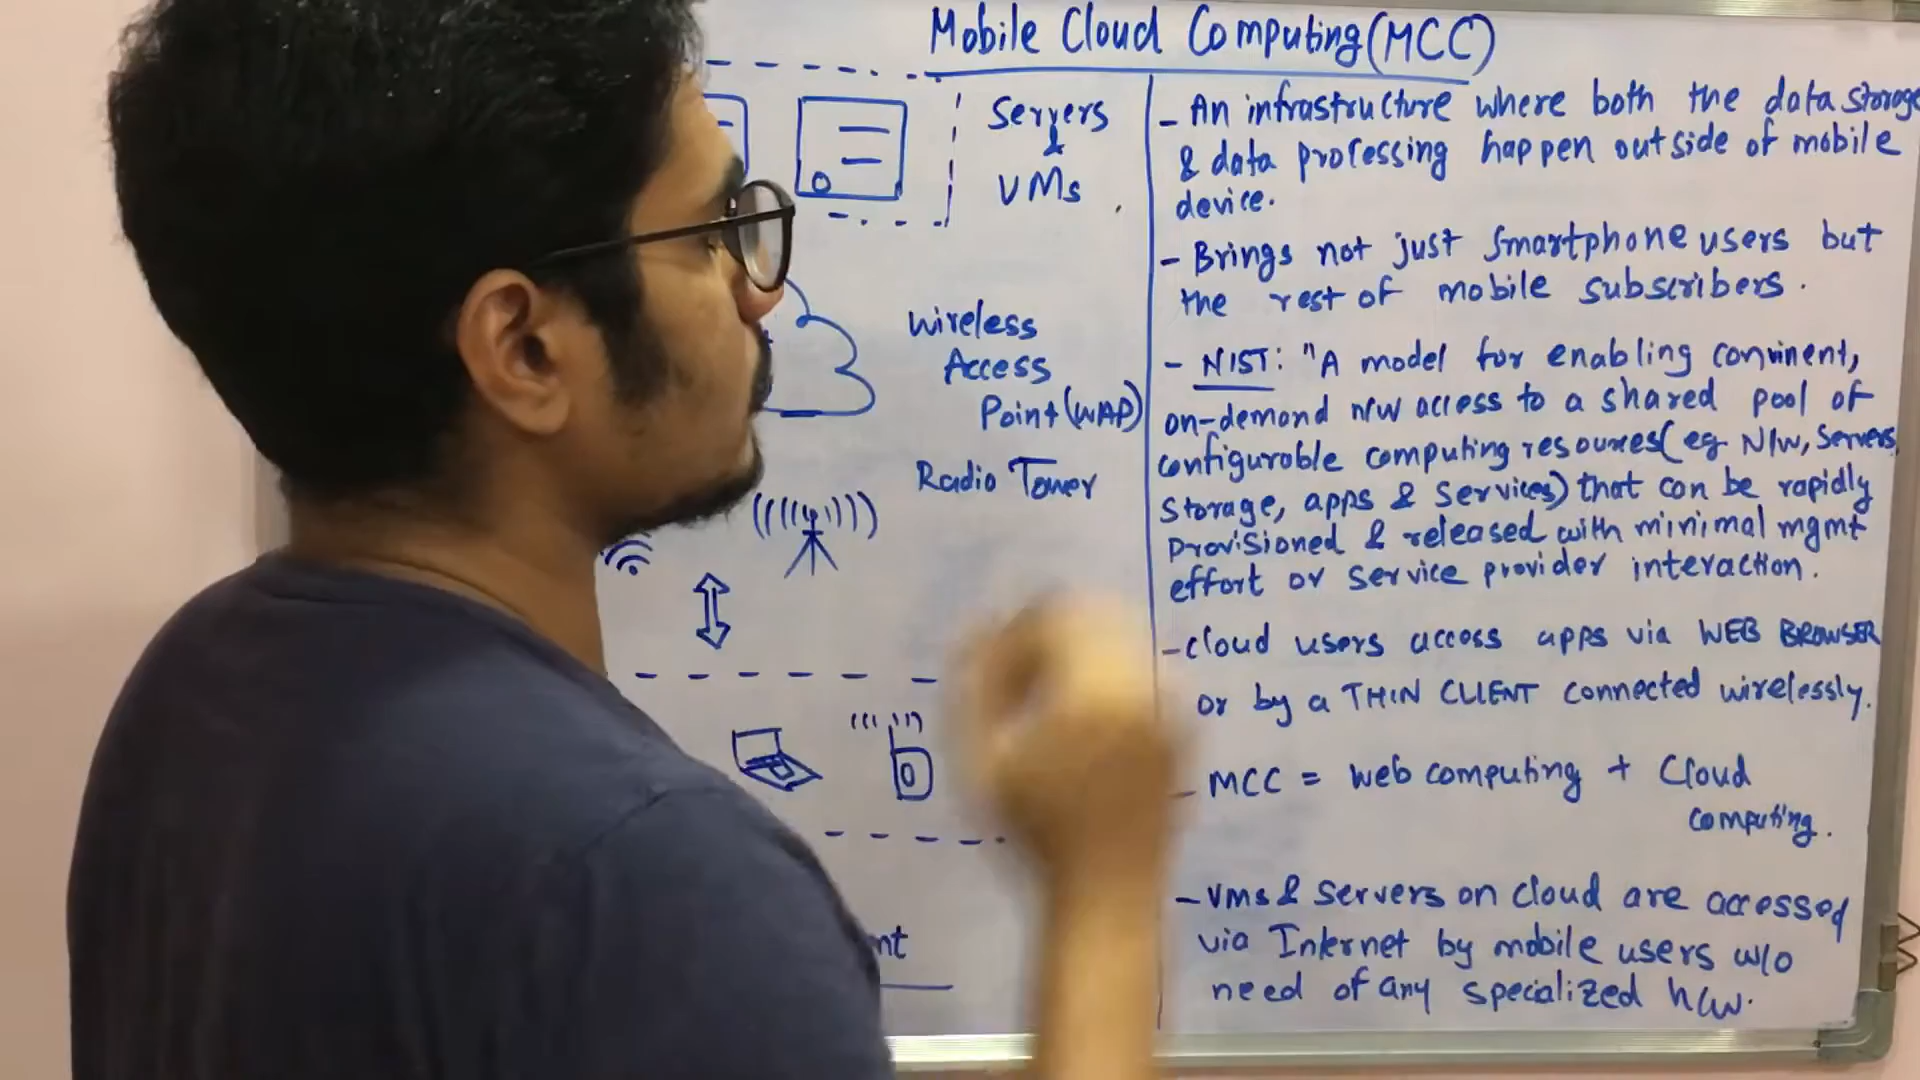 Mobile Cloud Computing (MCC)
Servers
&
VMs
Wireless
Access
Point (WAP)
Radio Tower
nt
- An infrastructure where both the data storage
& data processing happen outside of mobile
device.
- Brings not just smartphone users but
the rest of mobile subscribers.
- NIST: "A model for enabling convinent,
on-demand n/w access to a shared pool of
configurable computing resources (eg N/w, Servers,
storage, apps & services) that can be rapidly
provisioned & released with minimal mgmt
effort or service provider interaction.
- Cloud users access apps via WEB BROWSER
or by a THIN CLIENT connected wirelessly.
- MCC = web computing + Cloud
computing.
- VMs & servers on cloud are accessed
via Internet by mobile users w/o
need of any specialized h/w.